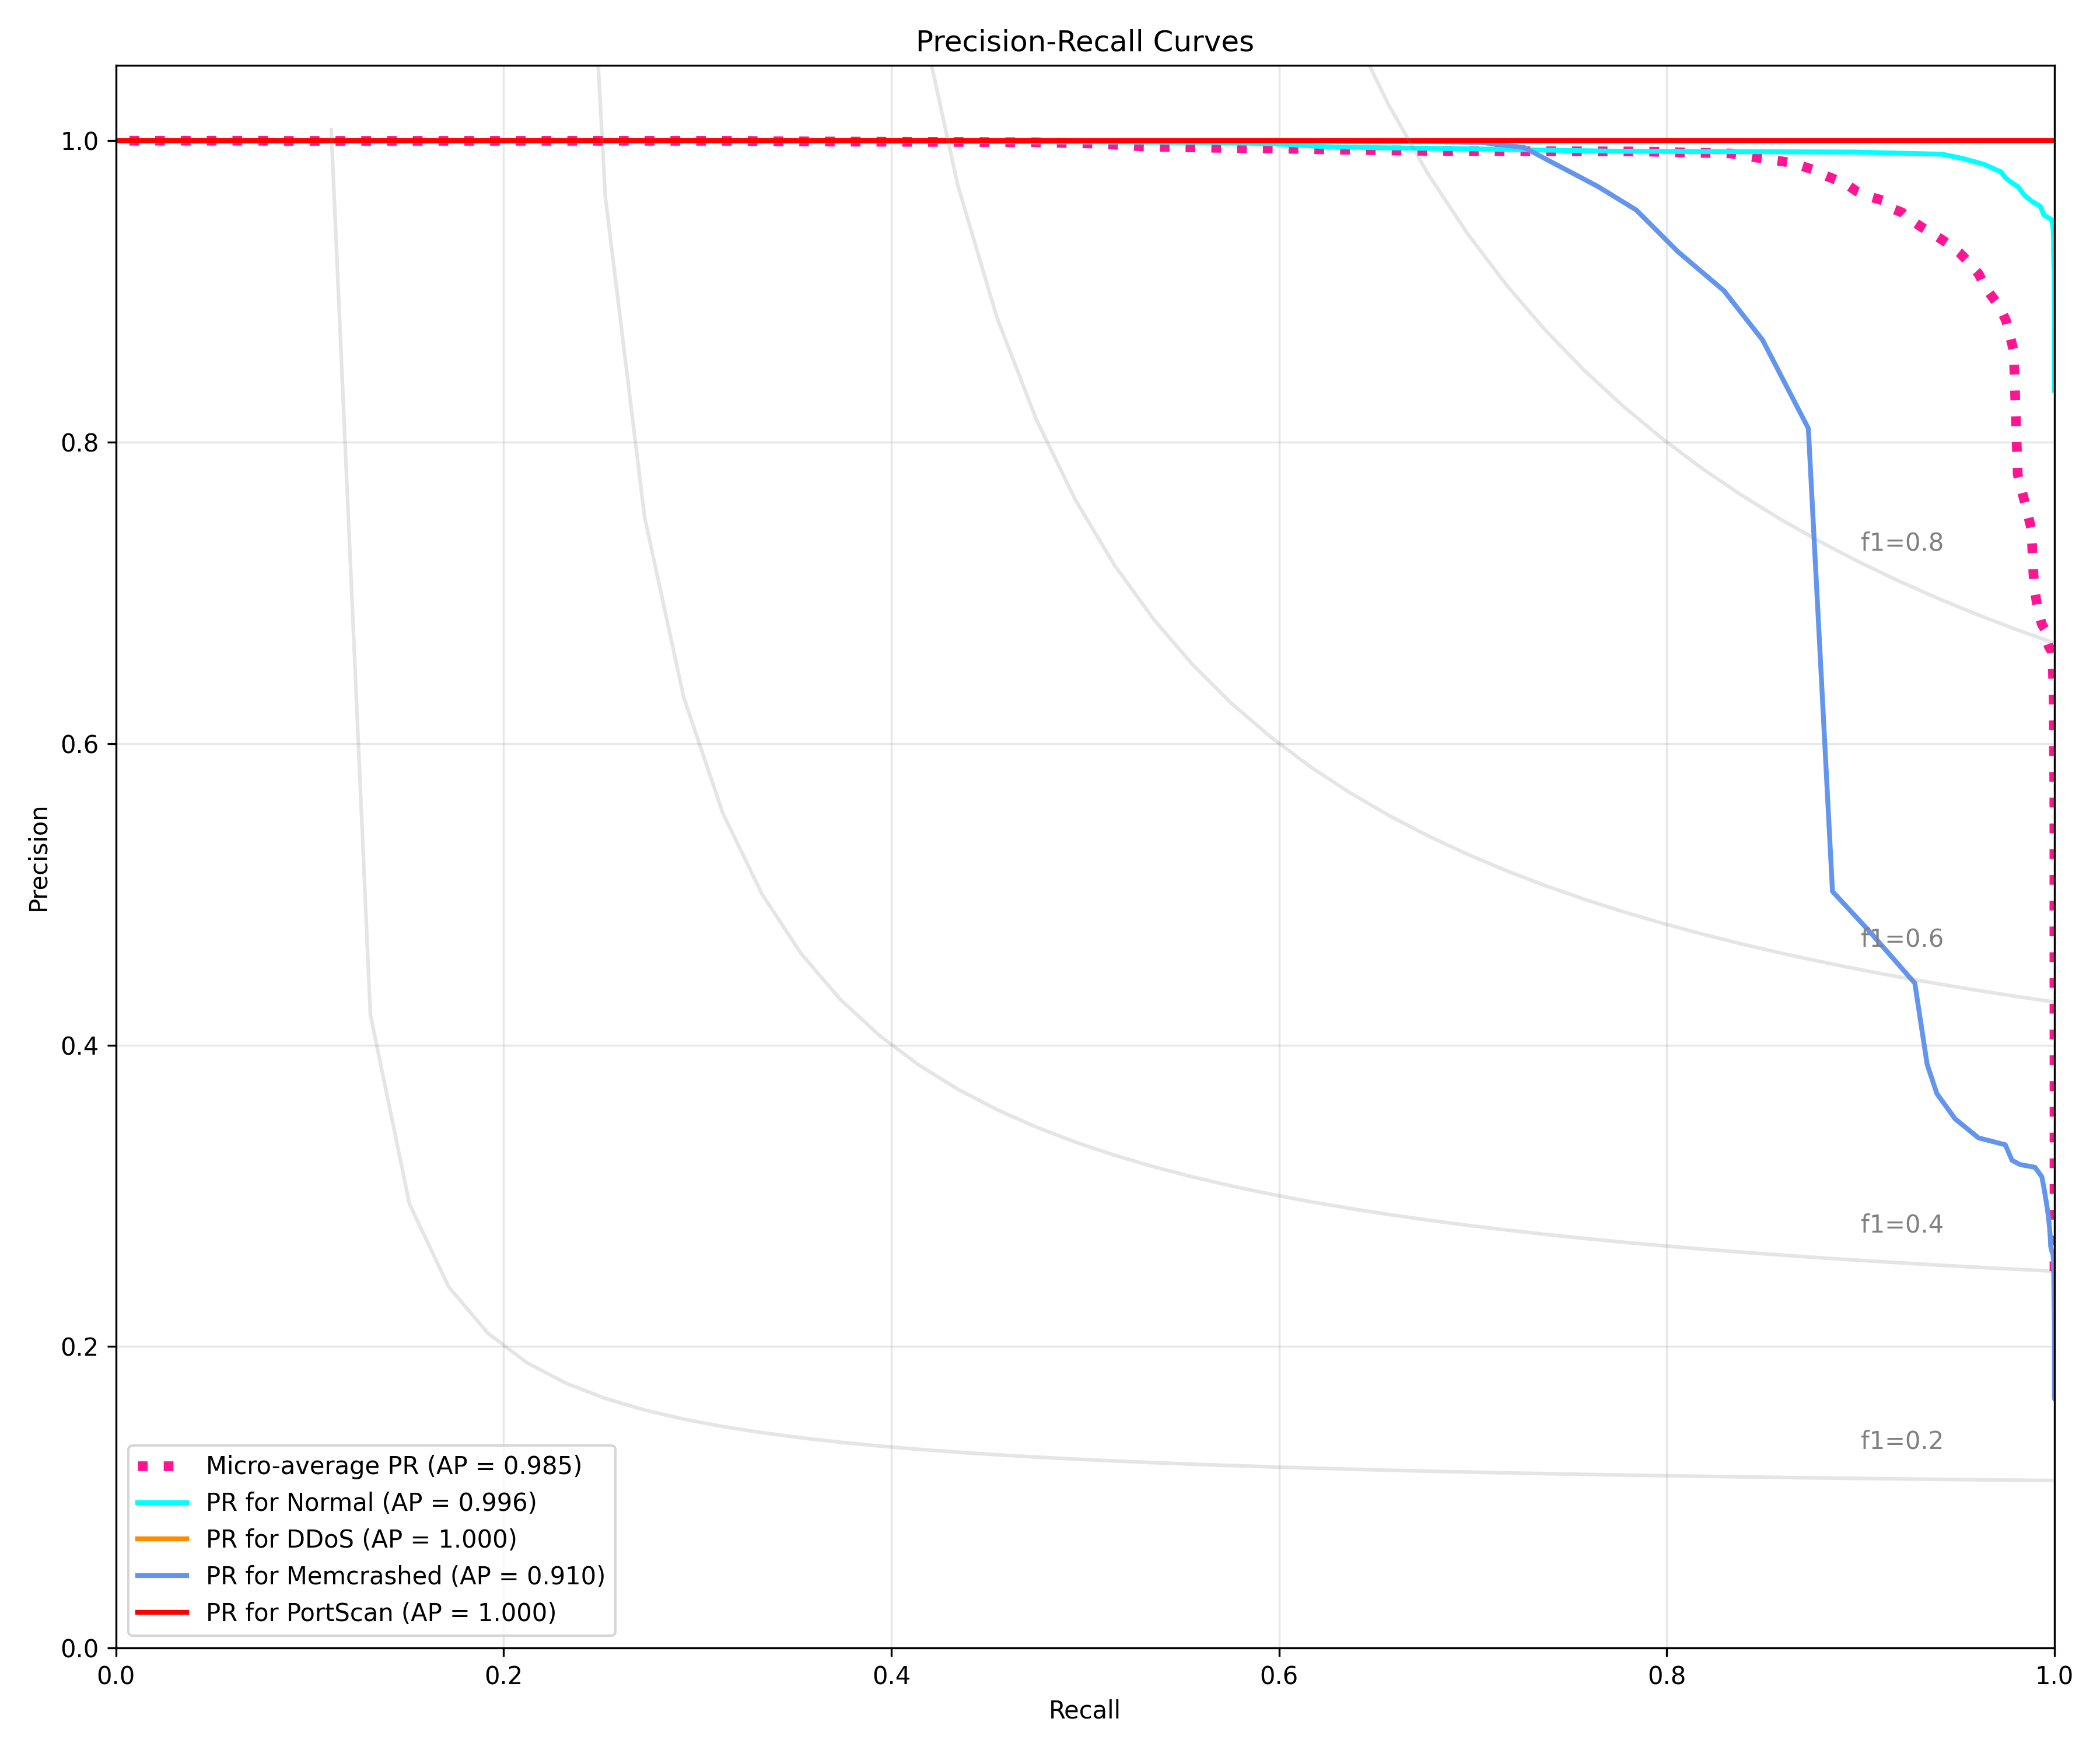 Precision-Recall Curves
1.0
0.8
0.6
0.4
0.2
0.0
Precision
f1=0.8
f1=0.6
f1=0.4
f1=0.2
Micro-average PR (AP = 0.985)
PR for Normal (AP = 0.996)
PR for DDoS (AP = 1.000)
PR for Memcrashed (AP = 0.910)
PR for PortScan (AP = 1.000)
0.0 0.2 0.4 0.6 0.8 1.0
Recall